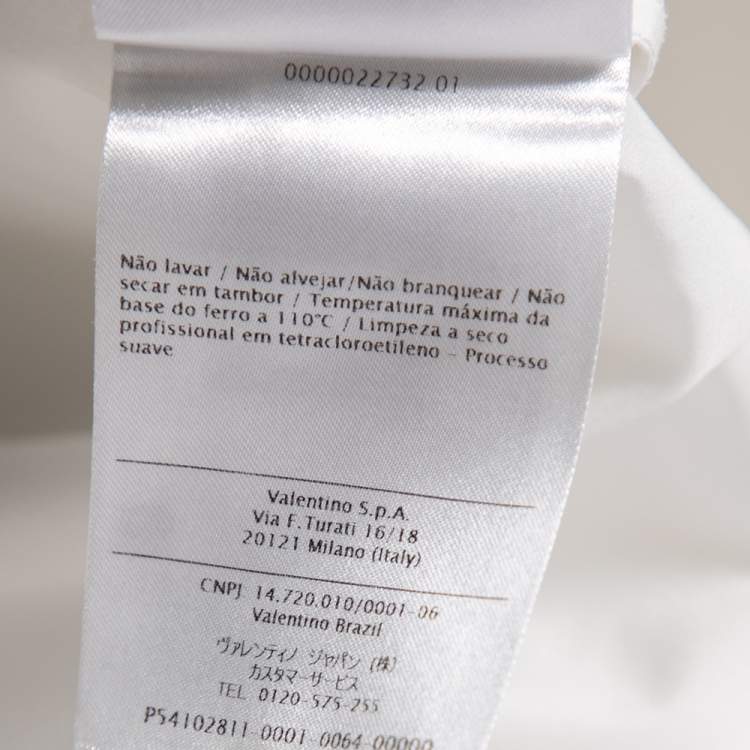 0000022732 01
Não lavar / Não alvejar/Não branquear / Não
secar em tambor / Temperatura máxima da
base do ferro a 110°C / Limpeza a seco
profissional em tetracloroetileno – Processo
suave
Valentino S.p.A.
Via F.Turati 16/18
20121 Milano (Italy)
CNPJ 14.720.010/0001-06
Valentino Brazil
ヴァレンティノ ジャパン (株)
カスタマーサービス
TEL 0120-575-255
P54102811-0001 0064-00000